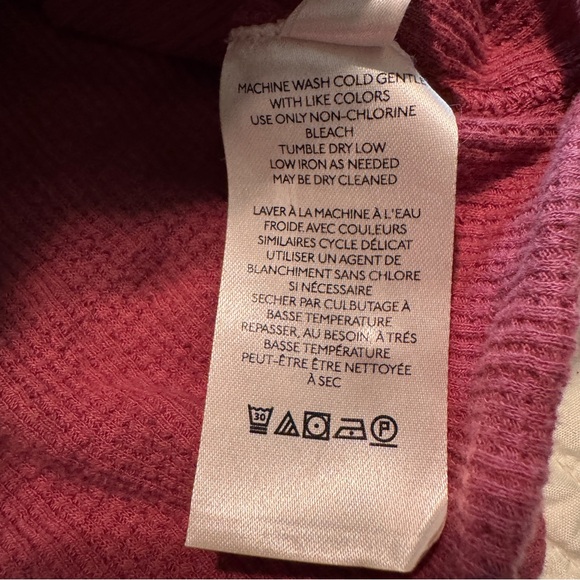 MACHINE WASH COLD GENTLE
WITH LIKE COLORS
USE ONLY NON-CHLORINE
BLEACH
TUMBLE DRY LOW
LOW IRON AS NEEDED
MAY BE DRY CLEANED
LAVER À LA MACHINE À L'EAU
FROIDE AVEC COULEURS
SIMILAIRES CYCLE DÉLICAT
UTILISER UN AGENT DE
BLANCHIMENT SANS CHLORE
SI NÉCESSAIRE
SECHER PAR CULBUTAGE À
BASSE TEMPERATURE
REPASSER, AU BESOIN, À TRÉS
BASSE TEMPÉRATURE
PEUT-ÊTRE ÊTRE NETTOYÉE
À SEC
30 P